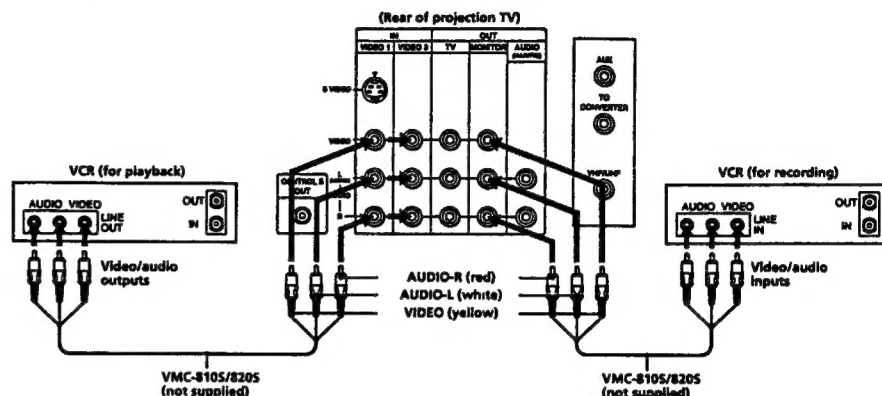 (Rear of projection TV)
IN
OUT
VIDEO 1
VIDEO 3
TV
MONITOR
AUDIO
AUX
S VIDEO
TO
CONVERTER
VIDEO
VHF/UHF
VCR (for playback)
CONTROL S
OUT
L
R
VCR (for recording)
AUDIO VIDEO
LINE
OUT
OUT
IN
AUDIO VIDEO
LINE
IN
OUT
IN
Video/audio
outputs
AUDIO-R (red)
AUDIO-L (white)
VIDEO (yellow)
Video/audio
inputs
VMC-810S/820S
(not supplied)
VMC-810S/820S
(not supplied)